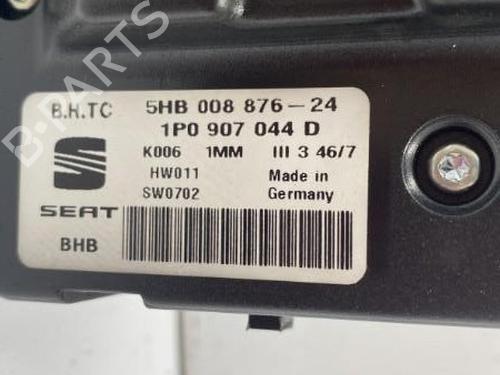 B-PARTS
B.H.TC 5HB 008 876-24
1P0 907 044 D
K006 1MM III 3 46/7
HW011 Made in
SW0702 Germany
SEAT
BHB